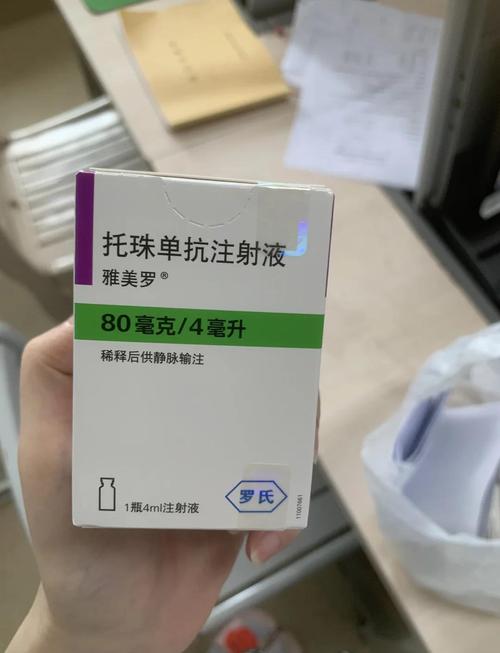 托珠单抗注射液
雅美罗®
80毫克/4毫升
稀释后供静脉输注
1瓶4ml注射液
罗氏
11007661